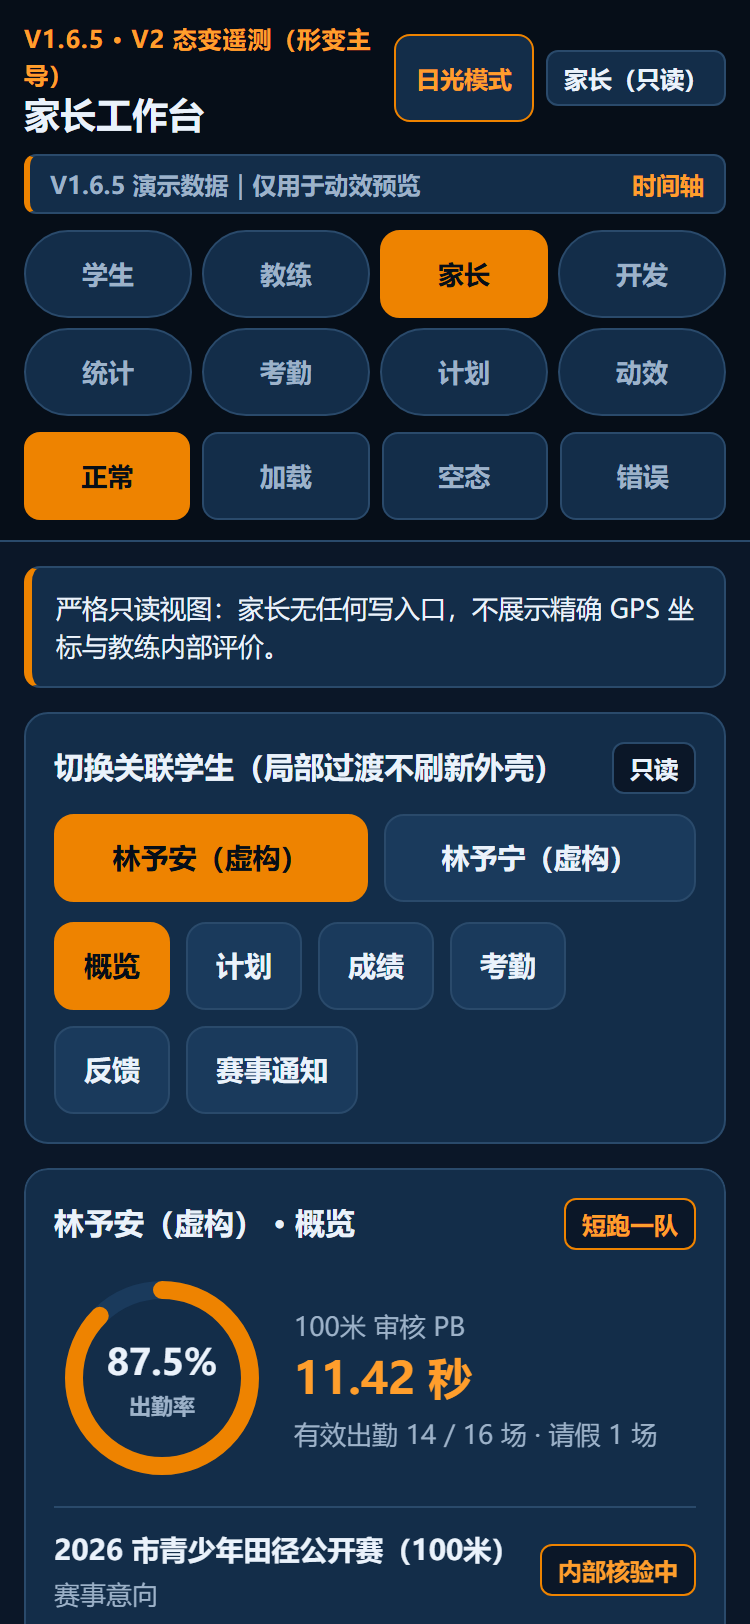 V1.6.5 • V2 态变遥测（形变主
导）
家长工作台
日光模式
家长（只读）
V1.6.5 演示数据｜仅用于动效预览
时间轴
学生
教练
家长
开发
统计
考勤
计划
动效
正常
加载
空态
错误
严格只读视图：家长无任何写入口，不展示精确 GPS 坐
标与教练内部评价。
切换关联学生（局部过渡不刷新外壳）
只读
林予安（虚构）
林予宁（虚构）
概览
计划
成绩
考勤
反馈
赛事通知
林予安（虚构）• 概览
短跑一队
87.5%
出勤率
100米 审核 PB
11.42 秒
有效出勤 14 / 16 场 · 请假 1 场
2026 市青少年田径公开赛（100米）
赛事意向
内部核验中